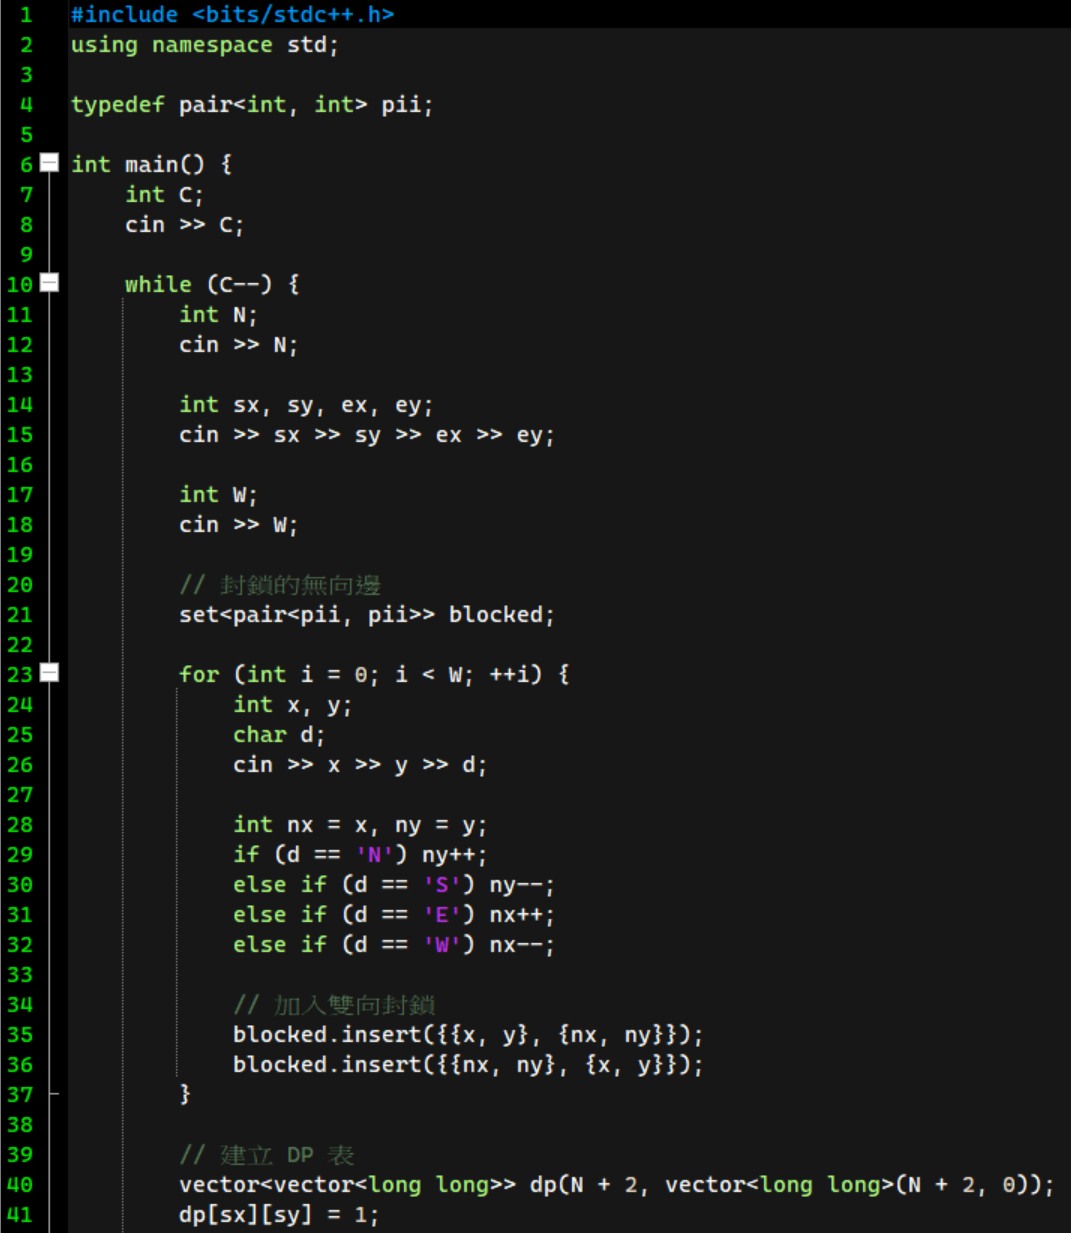 1 #include <bits/stdc++.h>
2 using namespace std;
3
4 typedef pair<int, int> pii;
5
6 int main() {
7     int C;
8     cin >> C;
9
10     while (C--) {
11         int N;
12         cin >> N;
13
14         int sx, sy, ex, ey;
15         cin >> sx >> sy >> ex >> ey;
16
17         int W;
18         cin >> W;
19
20         // 封鎖的無向邊
21         set<pair<pii, pii>> blocked;
22
23         for (int i = 0; i < W; ++i) {
24             int x, y;
25             char d;
26             cin >> x >> y >> d;
27
28             int nx = x, ny = y;
29             if (d == 'N') ny++;
30             else if (d == 'S') ny--;
31             else if (d == 'E') nx++;
32             else if (d == 'W') nx--;
33
34             // 加入雙向封鎖
35             blocked.insert({{x, y}, {nx, ny}});
36             blocked.insert({{nx, ny}, {x, y}});
37         }
38
39         // 建立 DP 表
40         vector<vector<long long>> dp(N + 2, vector<long long>(N + 2, 0));
41         dp[sx][sy] = 1;